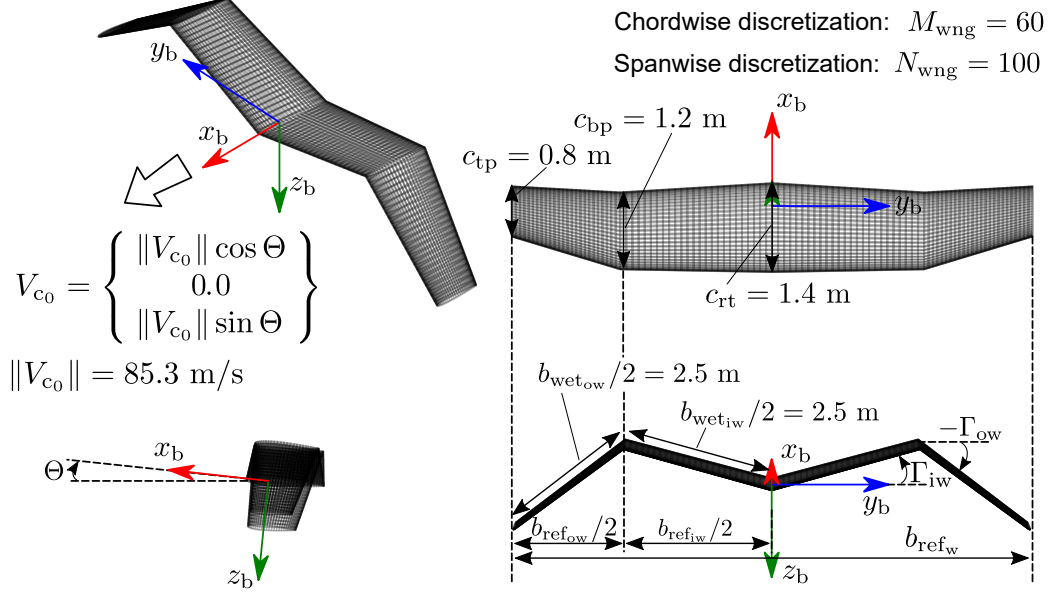 Chordwise discretization: M_wng = 60
Spanwise discretization: N_wng = 100
y_b
x_b
z_b
x_b
c_bp = 1.2 m
c_tp = 0.8 m
y_b
c_rt = 1.4 m
V_c₀ = { ‖V_c₀‖ cos Θ
0.0
‖V_c₀‖ sin Θ }
‖V_c₀‖ = 85.3 m/s
Θ
x_b
z_b
b_wet_ow/2 = 2.5 m
b_wet_iw/2 = 2.5 m
x_b
−Γ_ow
Γ_iw
y_b
b_ref_ow/2
b_ref_iw/2
b_ref_w
z_b